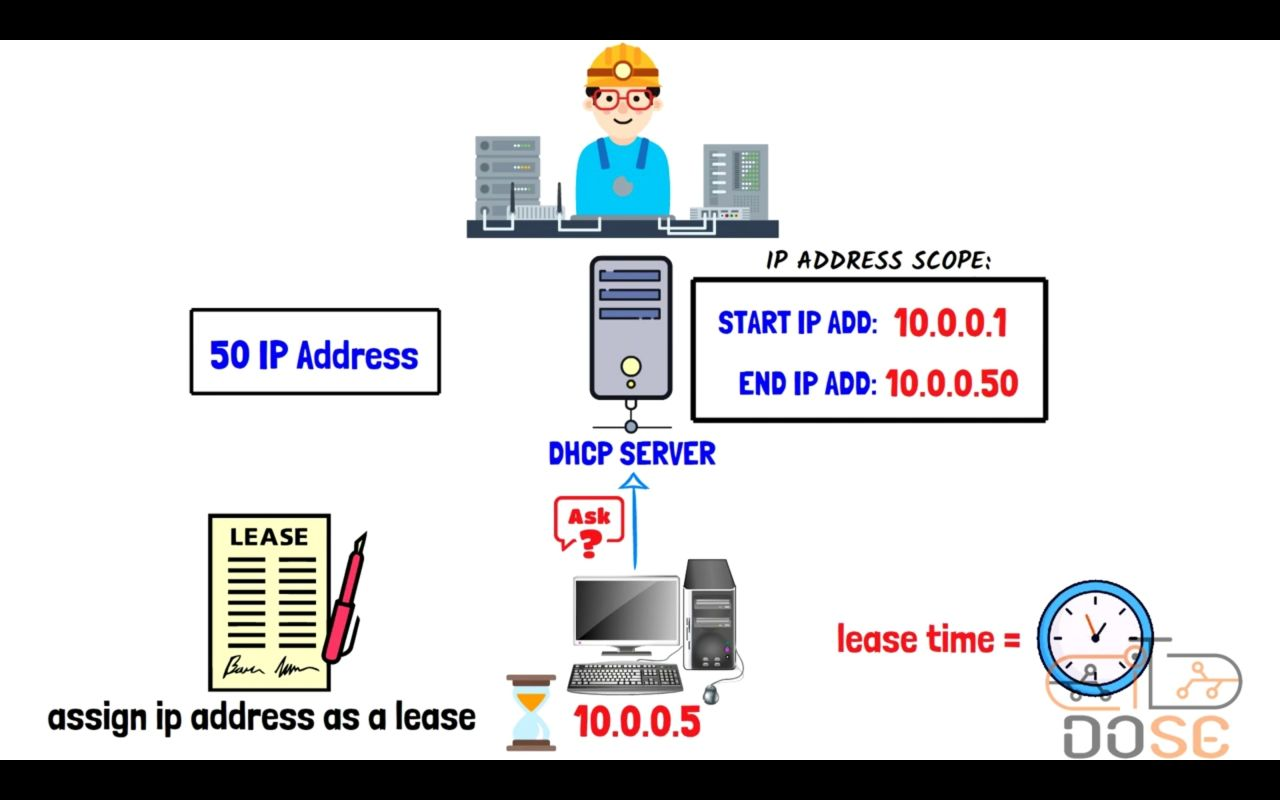 IP ADDRESS SCOPE:
START IP ADD: 10.0.0.1
END IP ADD: 10.0.0.50
50 IP Address
DHCP SERVER
Ask
?
LEASE
assign ip address as a lease
10.0.0.5
lease time =
DOSE